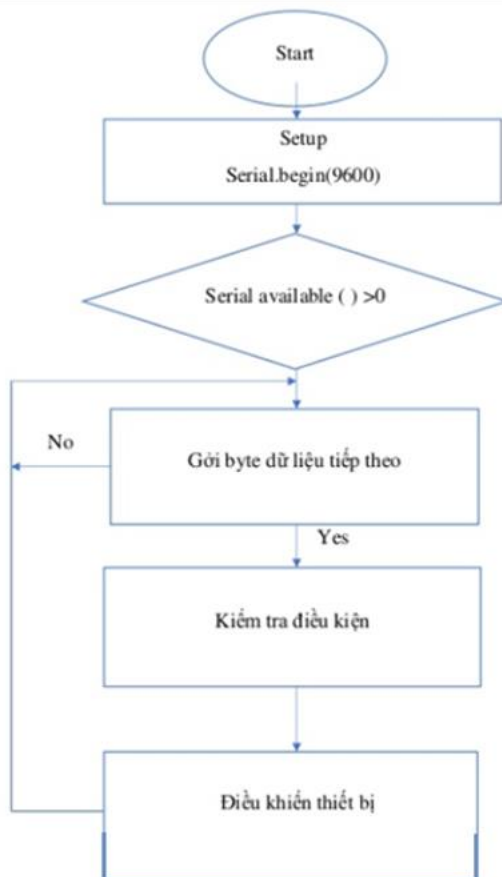 Start
Setup
Serial.begin(9600)
Serial available ( ) >0
No
Gởi byte dữ liệu tiếp theo
Yes
Kiểm tra điều kiện
Điều khiển thiết bị